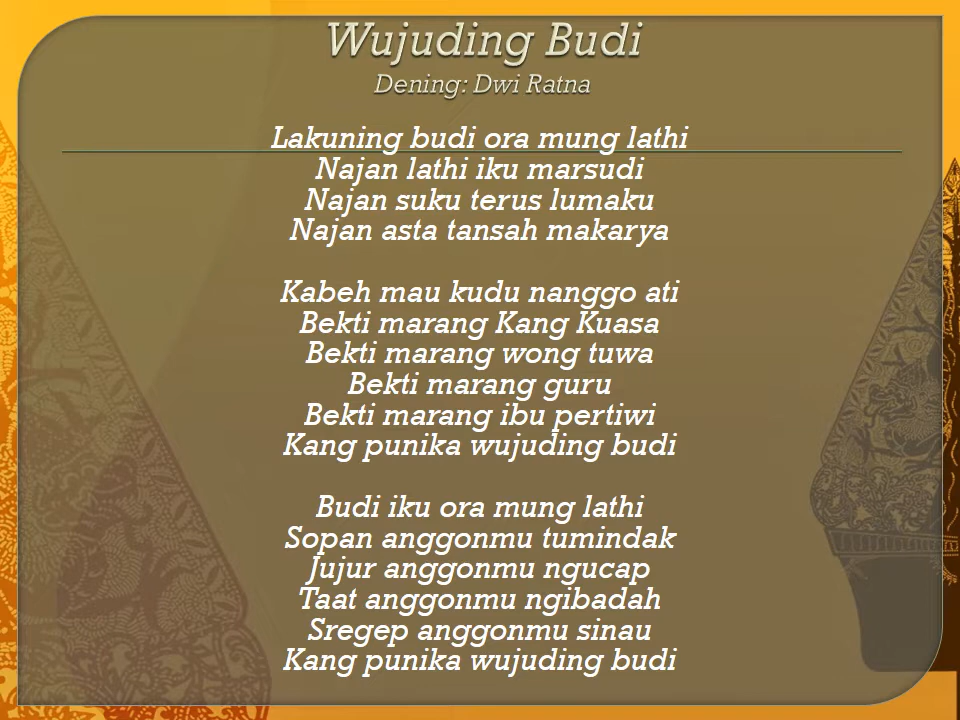 Wujuding Budi
Dening: Dwi Ratna
Lakuning budi ora mung lathi
Najan lathi iku marsudi
Najan suku terus lumaku
Najan asta tansah makarya
Kabeh mau kudu nanggo ati
Bekti marang Kang Kuasa
Bekti marang wong tuwa
Bekti marang guru
Bekti marang ibu pertiwi
Kang punika wujuding budi
Budi iku ora mung lathi
Sopan anggonmu tumindak
Jujur anggonmu ngucap
Taat anggonmu ngibadah
Sregep anggonmu sinau
Kang punika wujuding budi